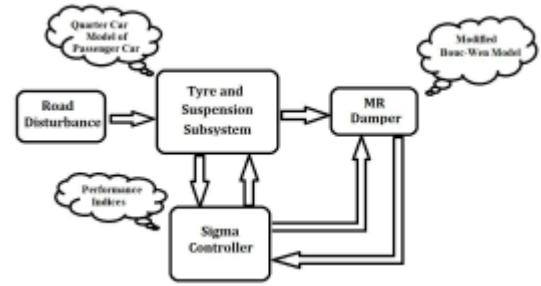 Quarter Car
Model of
Passenger Car
Modified
Bouc-Wen Model
Road
Disturbance
Tyre and
Suspension
Subsystem
MR
Damper
Performance
Indices
Sigma
Controller